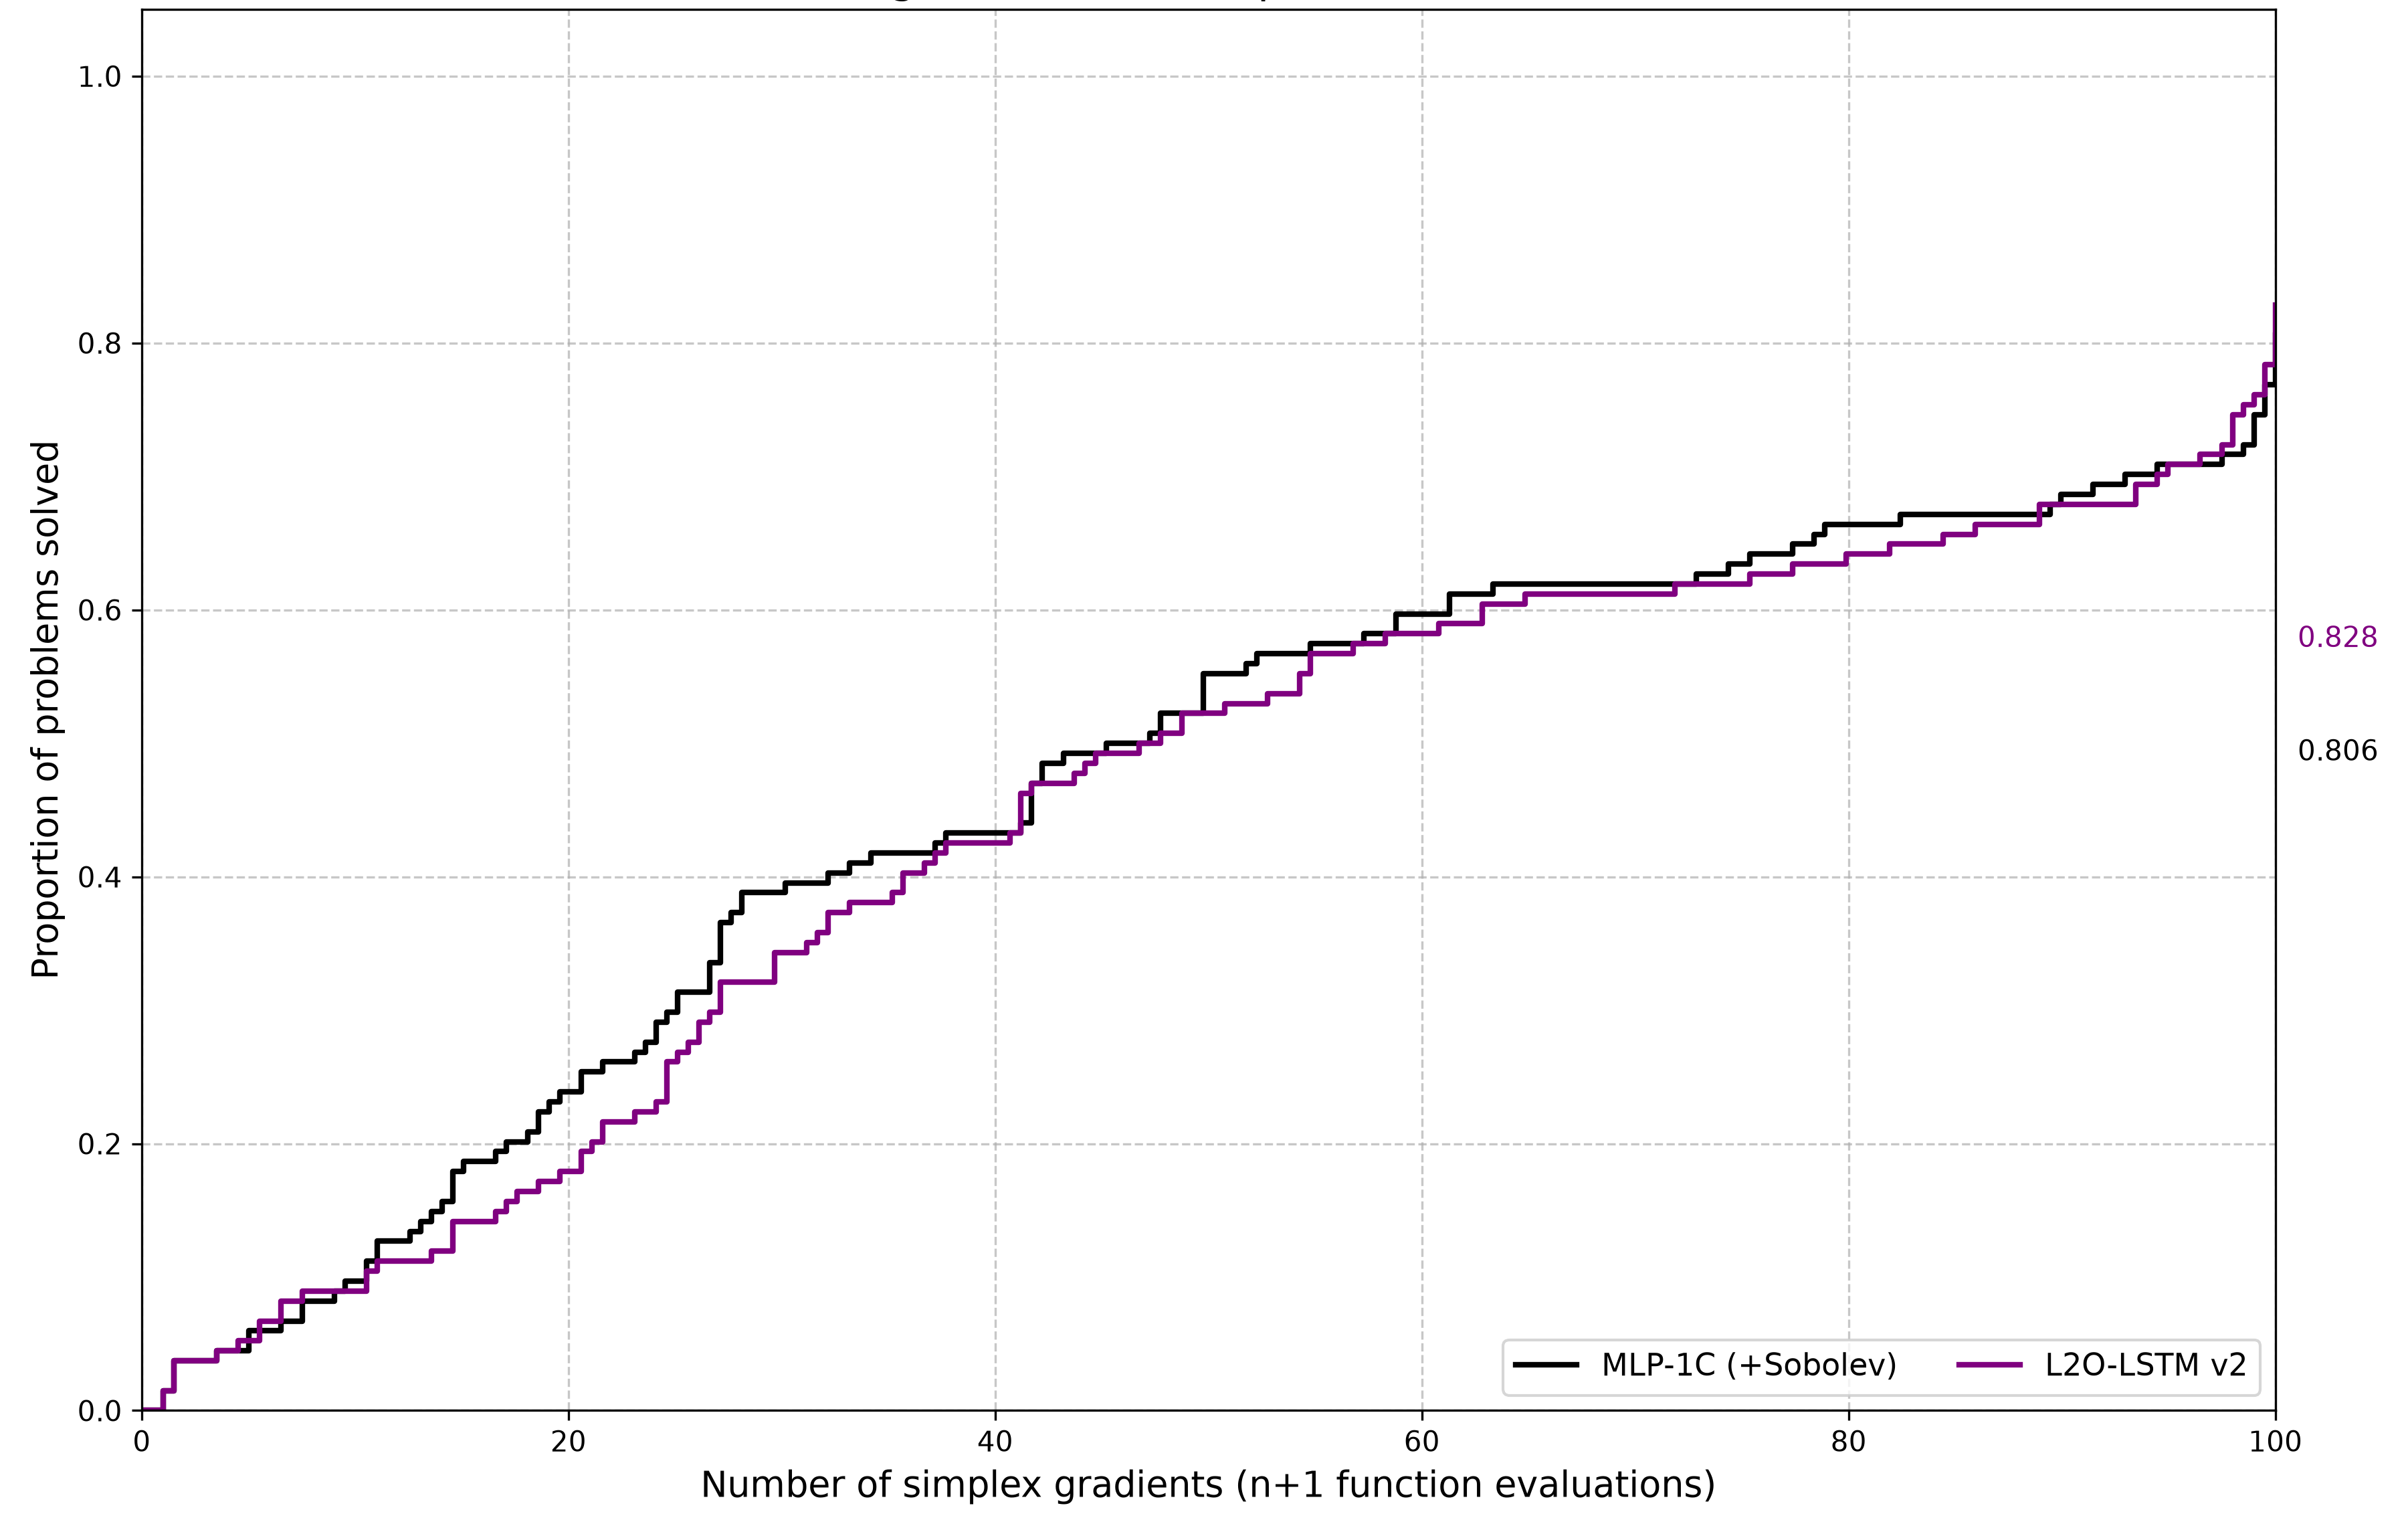 1.0
0.8
0.6
0.4
0.2
0.0
Proportion of problems solved
0.828
0.806
MLP-1C (+Sobolev) L2O-LSTM v2
0 20 40 60 80 100
Number of simplex gradients (n+1 function evaluations)